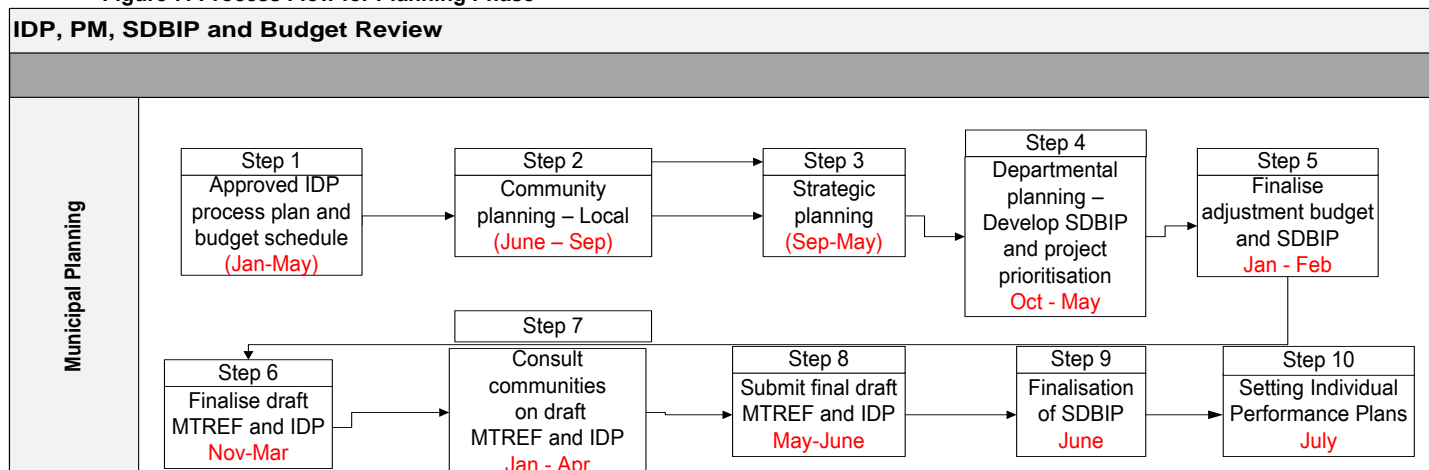 IDP, PM, SDBIP and Budget Review
Municipal Planning
Step 1
Approved IDP
process plan and
budget schedule
(Jan-May)
Step 2
Community
planning – Local
(June – Sep)
Step 3
Strategic
planning
(Sep-May)
Step 4
Departmental
planning –
Develop SDBIP
and project
prioritisation
Oct - May
Step 5
Finalise
adjustment budget
and SDBIP
Jan - Feb
Step 6
Finalise draft
MTREF and IDP
Nov-Mar
Step 7
Consult
communities
on draft
MTREF and IDP
Jan - Apr
Step 8
Submit final draft
MTREF and IDP
May-June
Step 9
Finalisation
of SDBIP
June
Step 10
Setting Individual
Performance Plans
July